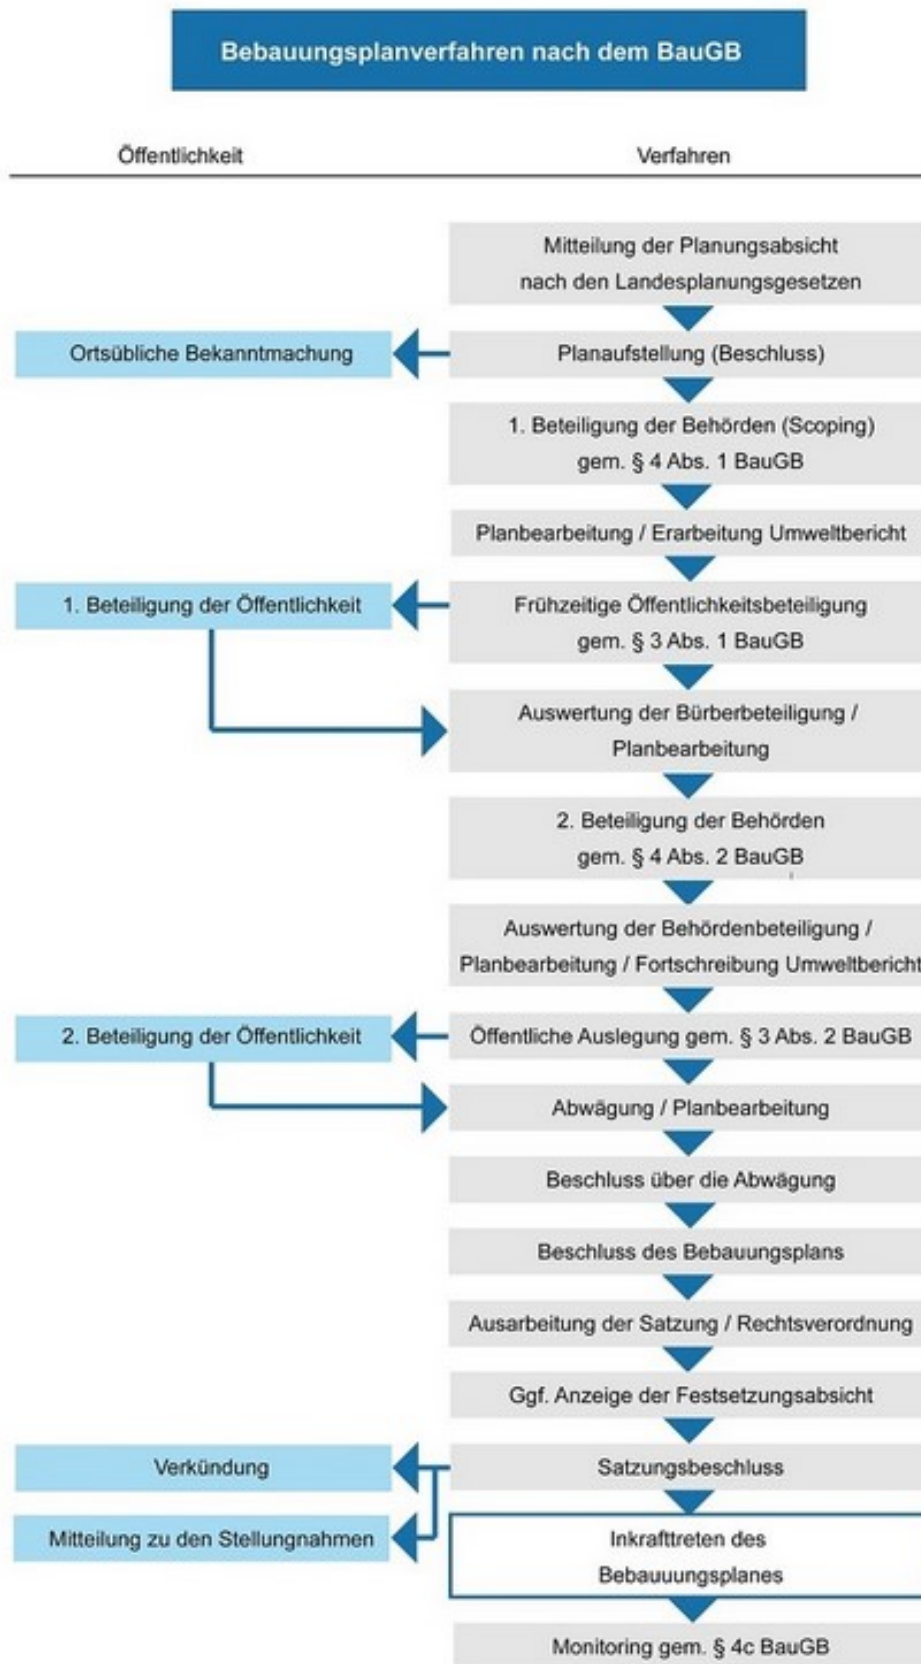 Bebauungsplanverfahren nach dem BauGB
Öffentlichkeit
Verfahren
Mitteilung der Planungsabsicht
nach den Landesplanungsgesetzen
Ortsübliche Bekanntmachung
Planaufstellung (Beschluss)
1. Beteiligung der Behörden (Scoping)
gem. § 4 Abs. 1 BauGB
Planbearbeitung / Erarbeitung Umweltbericht
1. Beteiligung der Öffentlichkeit
Frühzeitige Öffentlichkeitsbeteiligung
gem. § 3 Abs. 1 BauGB
Auswertung der Bürberbeteiligung /
Planbearbeitung
2. Beteiligung der Behörden
gem. § 4 Abs. 2 BauGB
Auswertung der Behördenbeteiligung /
Planbearbeitung / Fortschreibung Umweltbericht
2. Beteiligung der Öffentlichkeit
Öffentliche Auslegung gem. § 3 Abs. 2 BauGB
Abwägung / Planbearbeitung
Beschluss über die Abwägung
Beschluss des Bebauungsplans
Ausarbeitung der Satzung / Rechtsverordnung
Ggf. Anzeige der Festsetzungsabsicht
Verkündung
Satzungsbeschluss
Mitteilung zu den Stellungnahmen
Inkrafttreten des
Bebauuungsplanes
Monitoring gem. § 4c BauGB